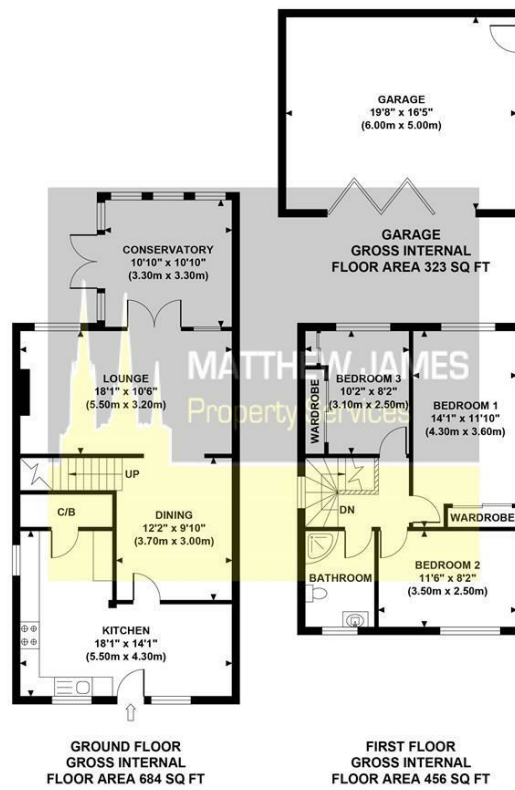 GARAGE
19'8" x 16'5"
(6.00m x 5.00m)
GARAGE
GROSS INTERNAL
FLOOR AREA 323 SQ FT
CONSERVATORY
10'10" x 10'10"
(3.30m x 3.30m)
LOUNGE
18'1" x 10'6"
(5.50m x 3.20m)
MATTHEW JAMES
Property Services
UP
C/B
DINING
12'2" x 9'10"
(3.70m x 3.00m)
KITCHEN
18'1" x 14'1"
(5.50m x 4.30m)
GROUND FLOOR
GROSS INTERNAL
FLOOR AREA 684 SQ FT
WARDROBE
BEDROOM 3
10'2" x 8'2"
(3.10m x 2.50m)
BEDROOM 1
14'1" x 11'10"
(4.30m x 3.60m)
DN
WARDROBE
BATHROOM
BEDROOM 2
11'6" x 8'2"
(3.50m x 2.50m)
FIRST FLOOR
GROSS INTERNAL
FLOOR AREA 456 SQ FT